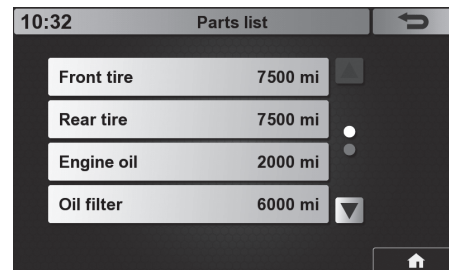 10:32 Parts list
Front tire 7500 mi
Rear tire 7500 mi
Engine oil 2000 mi
Oil filter 6000 mi